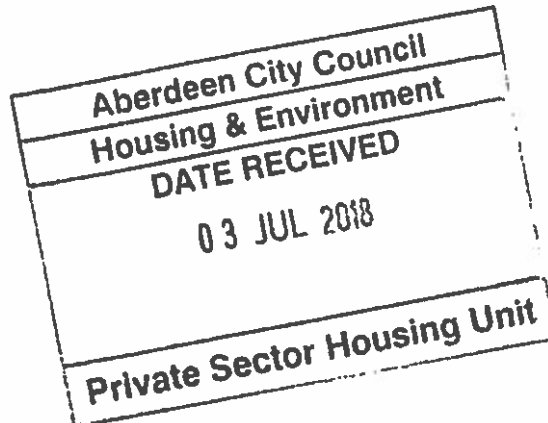 Aberdeen City Council
Housing & Environment
DATE RECEIVED
03 JUL 2018
Private Sector Housing Unit